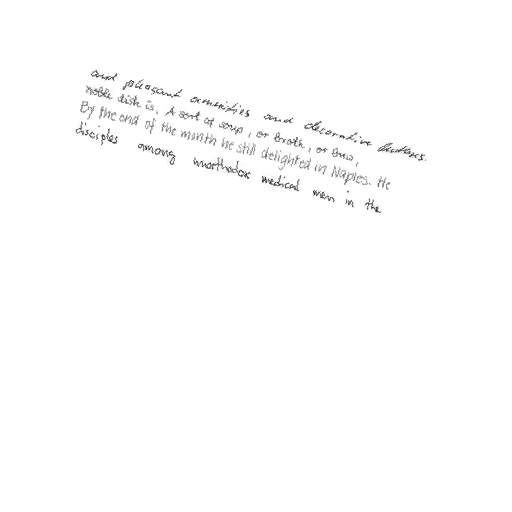 and pleasant amenities and decorative features.
noble dish is. A sort of soup, or broth, or brew,
By the end of the month he still delighted in Naples. He
disciples among unorthodox medical men in the